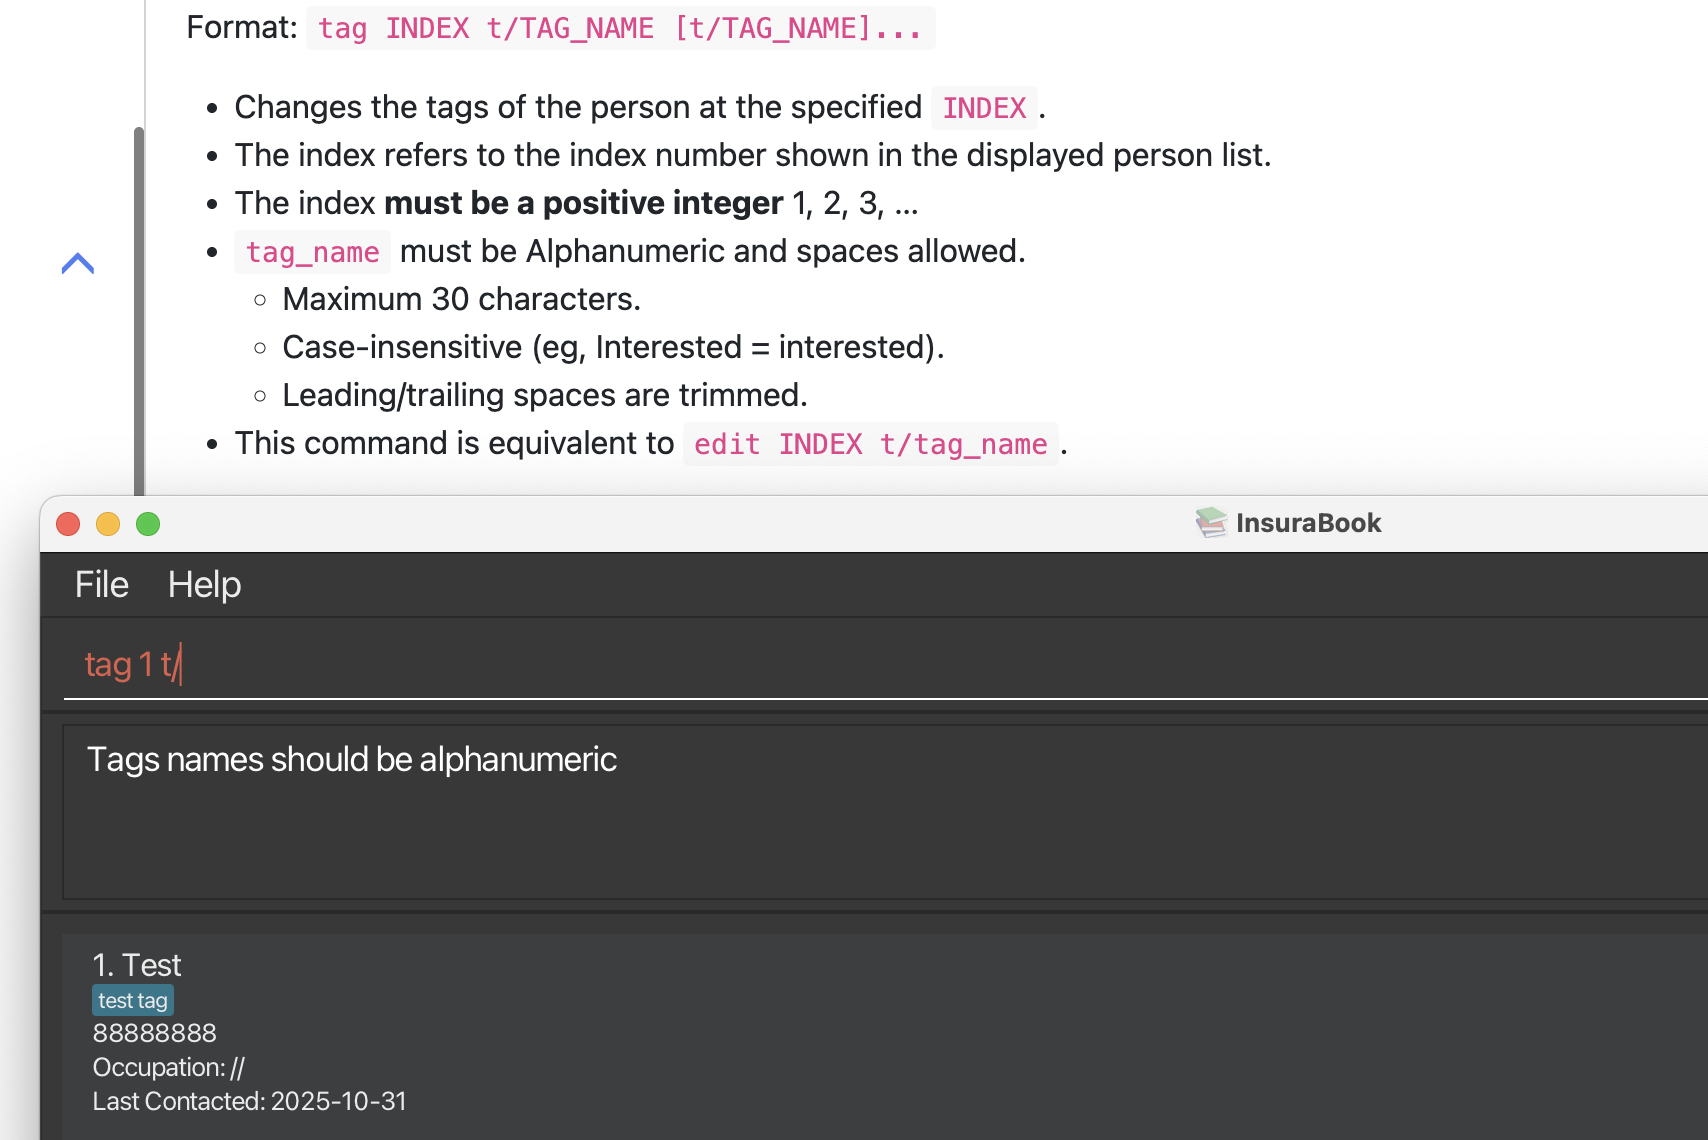 Format: tag INDEX t/TAG_NAME [t/TAG_NAME]...
Changes the tags of the person at the specified INDEX.
The index refers to the index number shown in the displayed person list.
The index must be a positive integer 1, 2, 3, ...
tag_name must be Alphanumeric and spaces allowed.
Maximum 30 characters.
Case-insensitive (eg, Interested = interested).
Leading/trailing spaces are trimmed.
This command is equivalent to edit INDEX t/tag_name.
InsuraBook
File Help
tag 1 t/
Tags names should be alphanumeric
1. Test
test tag
88888888
Occupation: //
Last Contacted: 2025-10-31